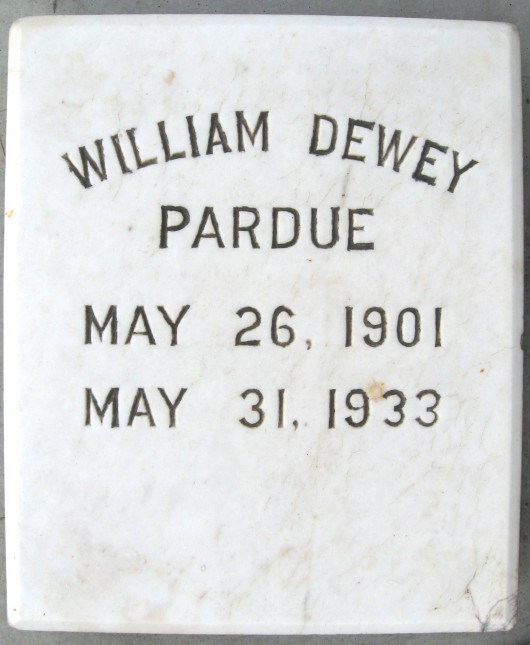 WILLIAM DEWEY
PARDUE
MAY 26, 1901
MAY 31, 1933